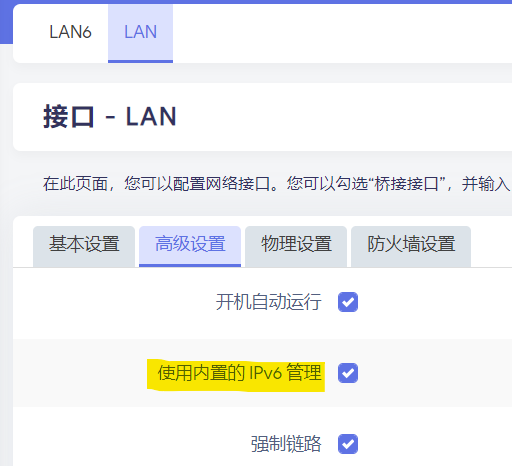 LAN6 LAN
接口 - LAN
在此页面，您可以配置网络接口。您可以勾选“桥接接口”，并输入
基本设置 高级设置 物理设置 防火墙设置
开机自动运行
使用内置的 IPv6 管理
强制链路